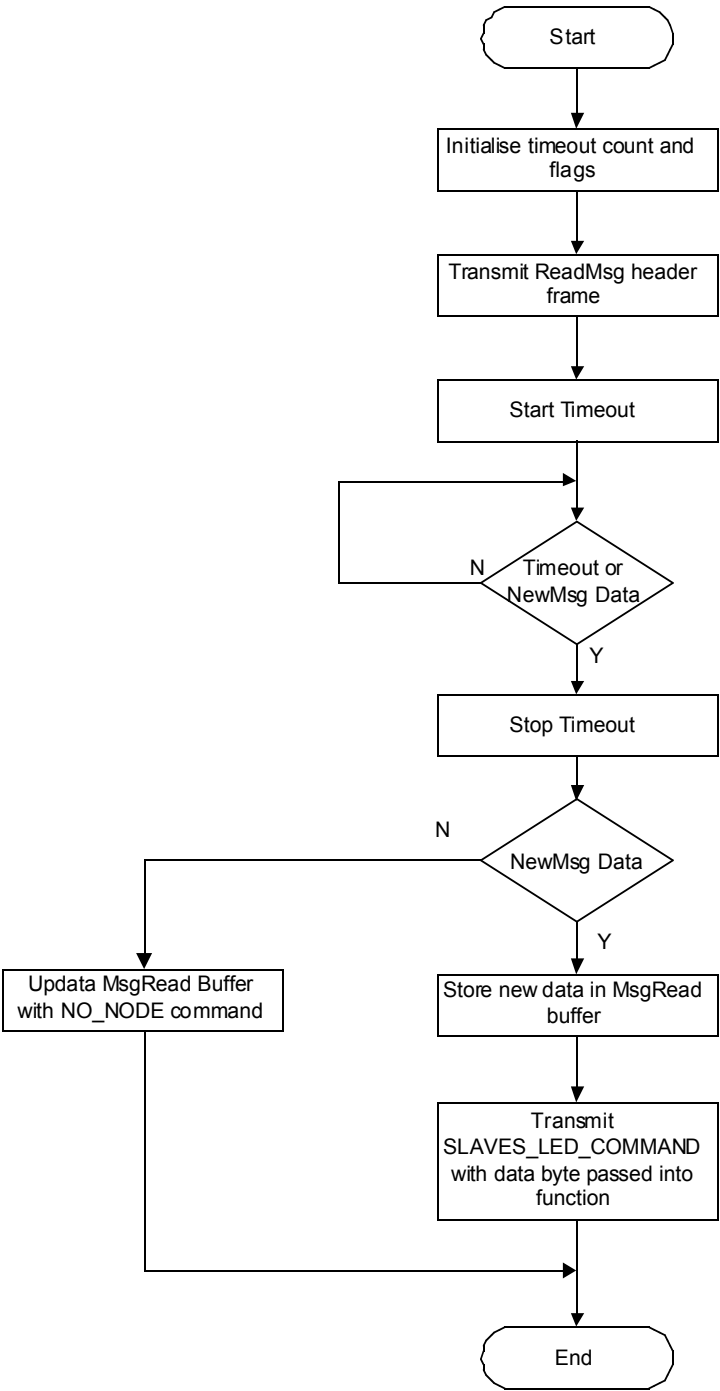 Start
Initialise timeout count and
flags
Transmit ReadMsg header
frame
Start Timeout
N
Timeout or
NewMsg Data
Y
Stop Timeout
N
NewMsg Data
Y
Updata MsgRead Buffer
with NO_NODE command
Store new data in MsgRead
buffer
Transmit
SLAVES_LED_COMMAND
with data byte passed into
function
End